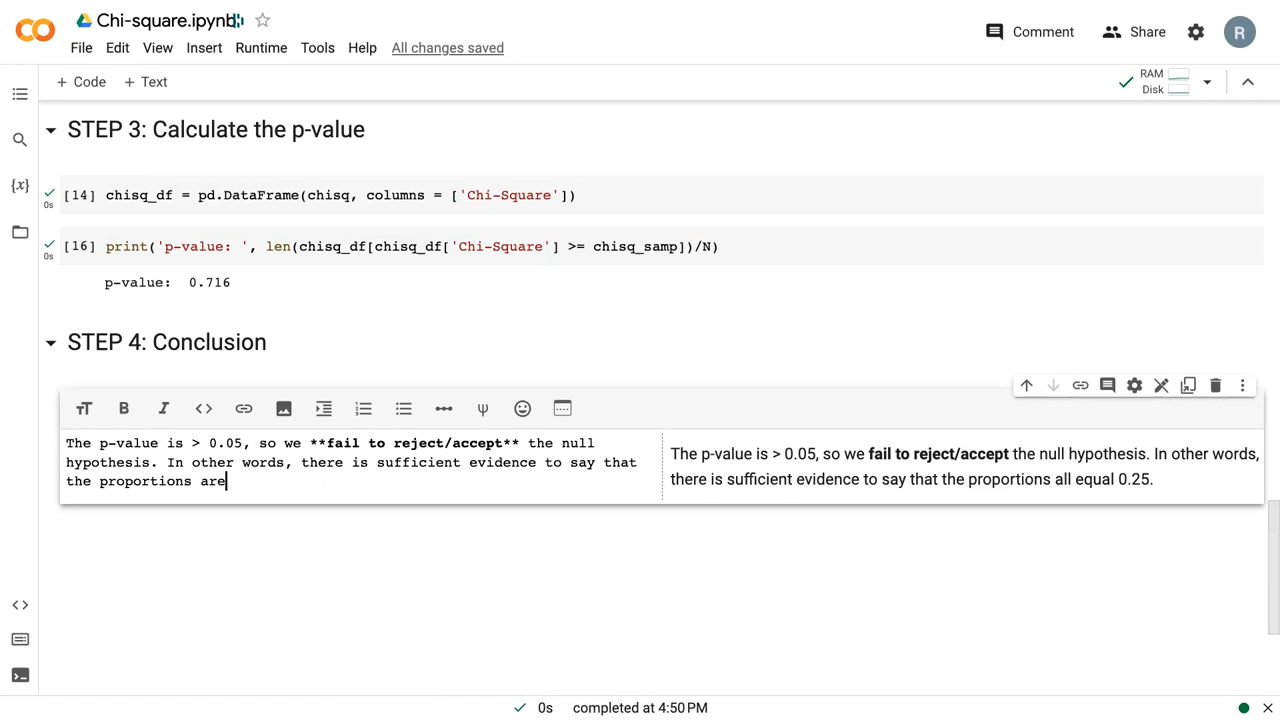 Chi-square.ipynb
File Edit View Insert Runtime Tools Help All changes saved
Comment Share R
+ Code + Text
RAM
Disk
STEP 3: Calculate the p-value
[14] chisq_df = pd.DataFrame(chisq, columns = ['Chi-Square'])
0s
[16] print('p-value: ', len(chisq_df[chisq_df['Chi-Square'] >= chisq_samp])/N)
0s
p-value:  0.716
STEP 4: Conclusion
The p-value is > 0.05, so we **fail to reject/accept** the null
hypothesis. In other words, there is sufficient evidence to say that
the proportions are
The p-value is > 0.05, so we fail to reject/accept the null hypothesis. In other words,
there is sufficient evidence to say that the proportions all equal 0.25.
0s completed at 4:50 PM